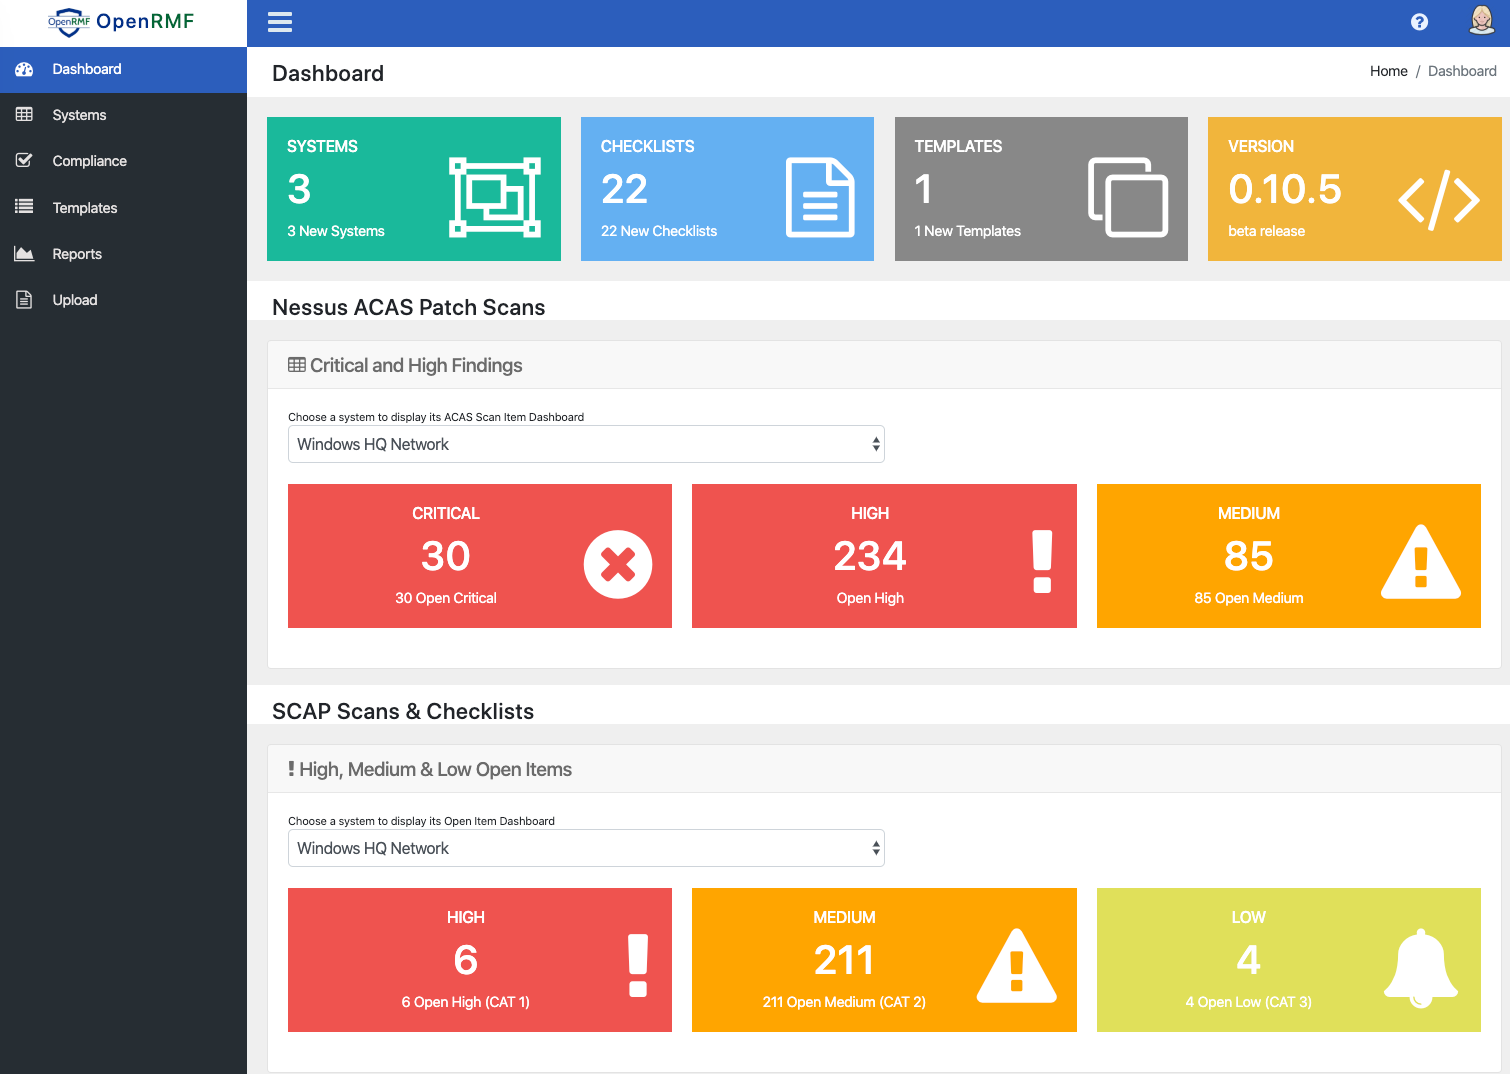 OpenRMF OpenRMF
Dashboard
Systems
Compliance
Templates
Reports
Upload
Dashboard
Home / Dashboard
SYSTEMS
3
3 New Systems
CHECKLISTS
22
22 New Checklists
TEMPLATES
1
1 New Templates
VERSION
0.10.5
beta release
Nessus ACAS Patch Scans
Critical and High Findings
Choose a system to display its ACAS Scan Item Dashboard
Windows HQ Network
CRITICAL
30
30 Open Critical
HIGH
234
Open High
MEDIUM
85
85 Open Medium
SCAP Scans & Checklists
High, Medium & Low Open Items
Choose a system to display its Open Item Dashboard
Windows HQ Network
HIGH
6
6 Open High (CAT 1)
MEDIUM
211
211 Open Medium (CAT 2)
LOW
4
4 Open Low (CAT 3)